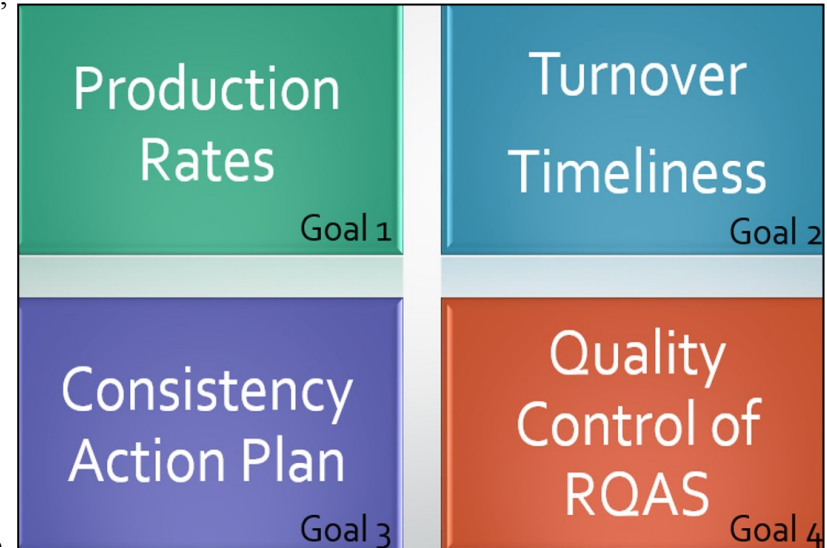 Production
Rates
Goal 1
Turnover
Timeliness
Goal 2
Consistency
Action Plan
Goal 3
Quality
Control of
RQAS
Goal 4